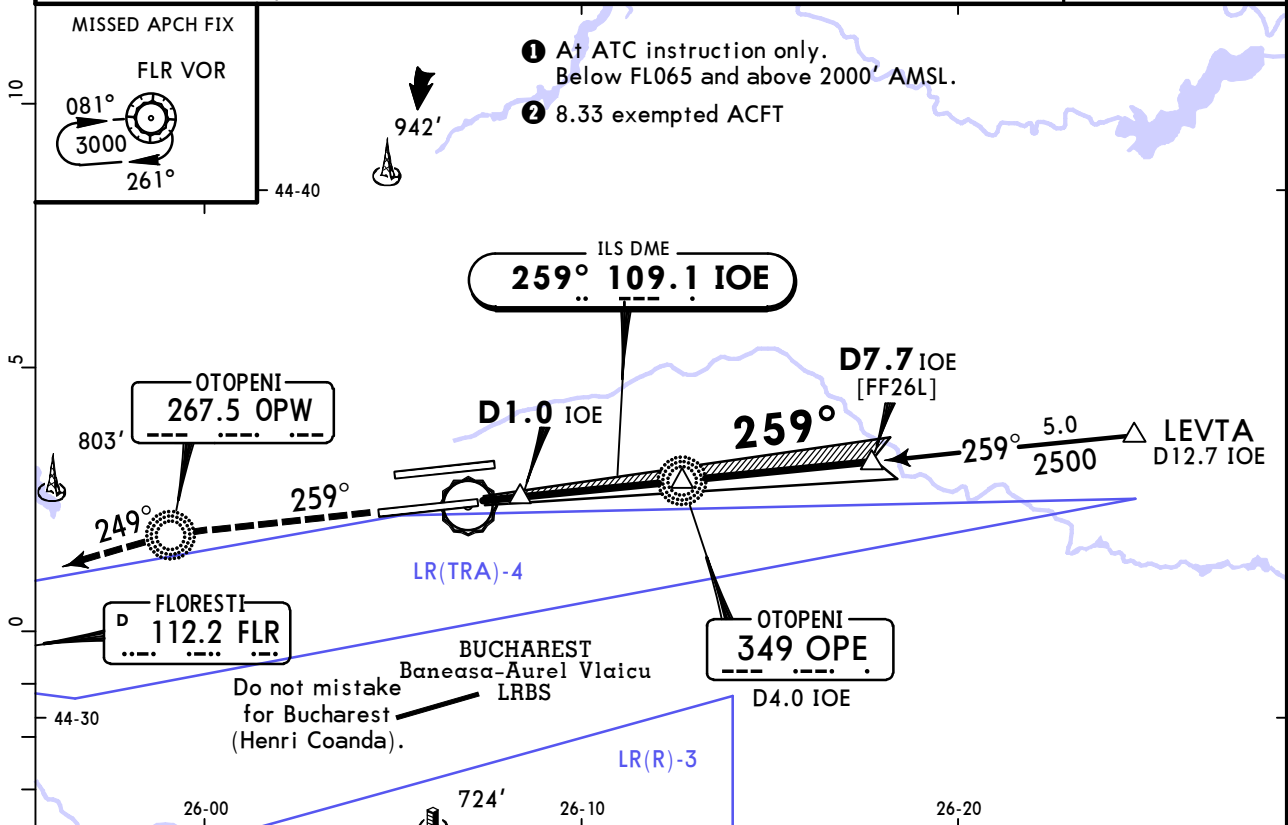 MISSED APCH FIX
FLR VOR
081°
3000
261°
❶ At ATC instruction only.
Below FL065 and above 2000' AMSL.
❷ 8.33 exempted ACFT
942'
10
44-40
ILS DME
259° 109.1 IOE
5
OTOPENI
267.5 OPW
D1.0 IOE
D7.7 IOE
[FF26L]
259°
5.0
259°
2500
LEVTA
D12.7 IOE
803'
259°
249°
LR(TRA)-4
FLORESTI
D 112.2 FLR
0
OTOPENI
349 OPE
D4.0 IOE
BUCHAREST
Baneasa-Aurel Vlaicu
LRBS
Do not mistake
for Bucharest
(Henri Coanda).
44-30
LR(R)-3
724'
26-00
26-10
26-20